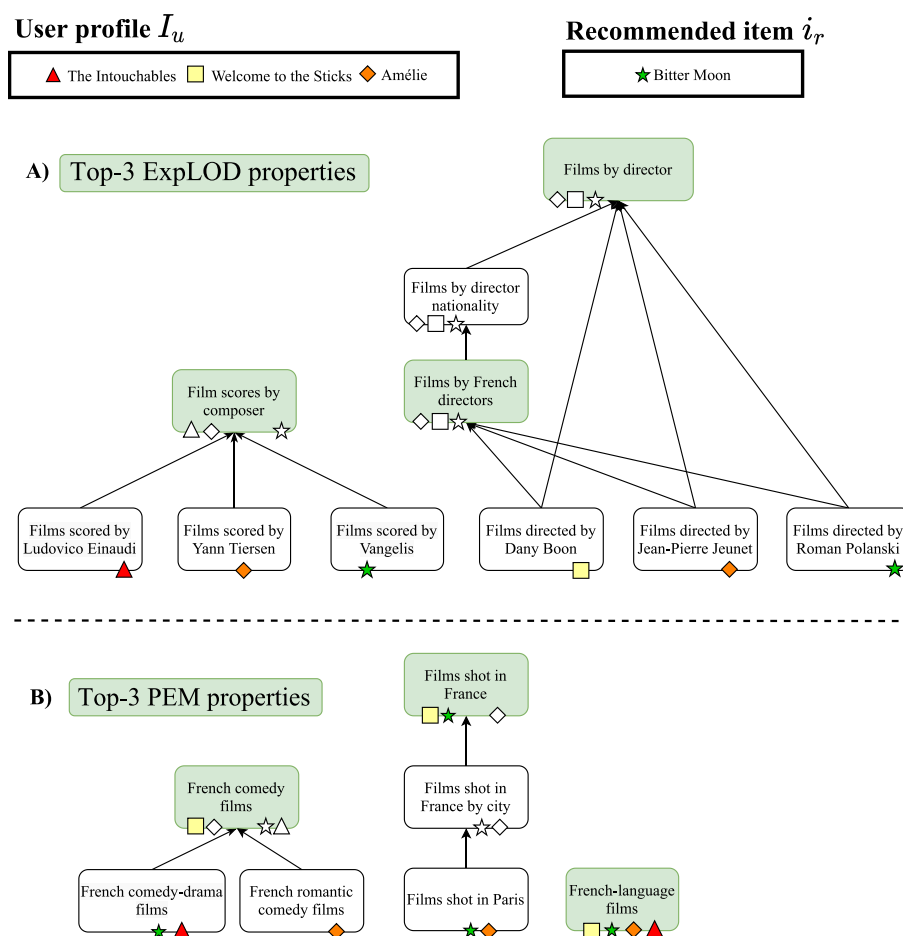 User profile I_u
Recommended item i_r
The Intouchables
Welcome to the Sticks
Amélie
Bitter Moon
A)
Top-3 ExpLOD properties
Films by director
Films by director
nationality
Film scores by
composer
Films by French
directors
Films scored by
Ludovico Einaudi
Films scored by
Yann Tiersen
Films scored by
Vangelis
Films directed by
Dany Boon
Films directed by
Jean-Pierre Jeunet
Films directed by
Roman Polanski
B)
Top-3 PEM properties
Films shot in
France
French comedy
films
Films shot in
France by city
French comedy-drama
films
French romantic
comedy films
Films shot in Paris
French-language
films